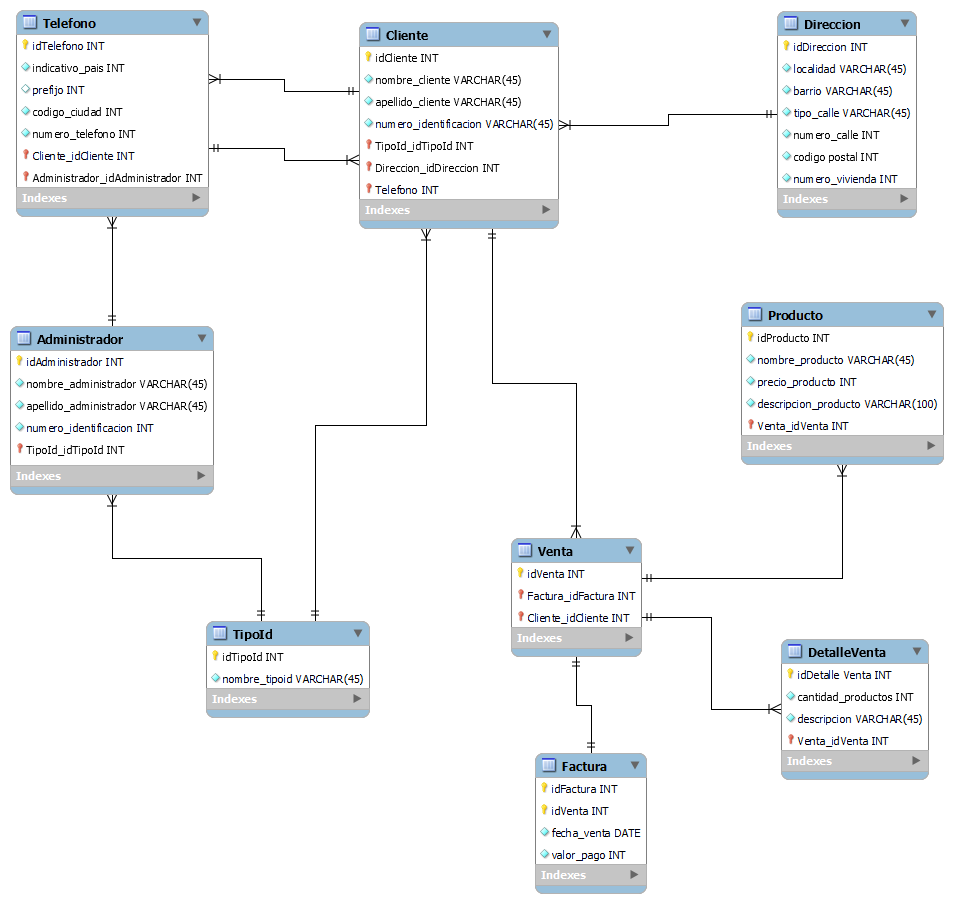 Telefono
idTelefono INT
indicativo_pais INT
prefijo INT
codigo_ciudad INT
numero_telefono INT
Cliente_idCliente INT
Administrador_idAdministrador INT
Indexes
Cliente
idCliente INT
nombre_cliente VARCHAR(45)
apellido_cliente VARCHAR(45)
numero_identificacion VARCHAR(45)
TipoId_idTipoId INT
Direccion_idDireccion INT
Telefono INT
Indexes
Direccion
idDireccion INT
localidad VARCHAR(45)
barrio VARCHAR(45)
tipo_calle VARCHAR(45)
numero_calle INT
codigo postal INT
numero_vivienda INT
Indexes
Administrador
idAdministrador INT
nombre_administrador VARCHAR(45)
apellido_administrador VARCHAR(45)
numero_identificacion INT
TipoId_idTipoId INT
Indexes
Producto
idProducto INT
nombre_producto VARCHAR(45)
precio_producto INT
descripcion_producto VARCHAR(100)
Venta_idVenta INT
Indexes
Venta
idVenta INT
Factura_idFactura INT
Cliente_idCliente INT
Indexes
TipoId
idTipoId INT
nombre_tipoid VARCHAR(45)
Indexes
DetalleVenta
idDetalle Venta INT
cantidad_productos INT
descripcion VARCHAR(45)
Venta_idVenta INT
Indexes
Factura
idFactura INT
idVenta INT
fecha_venta DATE
valor_pago INT
Indexes